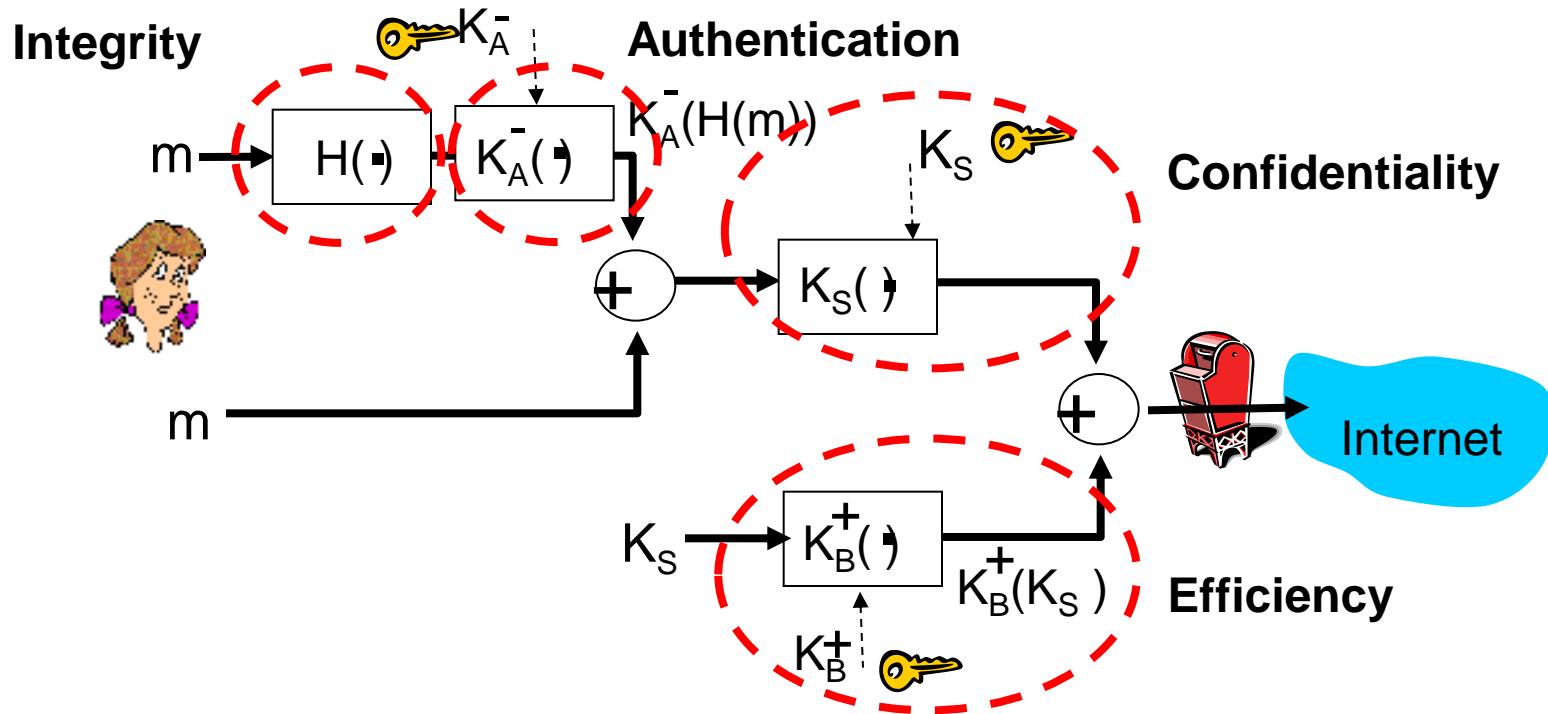 Integrity
K_A^-
Authentication
m
H(▪)
K_A^-(▪)
K_A^-(H(m))
K_S
Confidentiality
+
K_S(▪)
m
+
Internet
K_S
K_B^+(▪)
K_B^+(K_S )
Efficiency
K_B^+